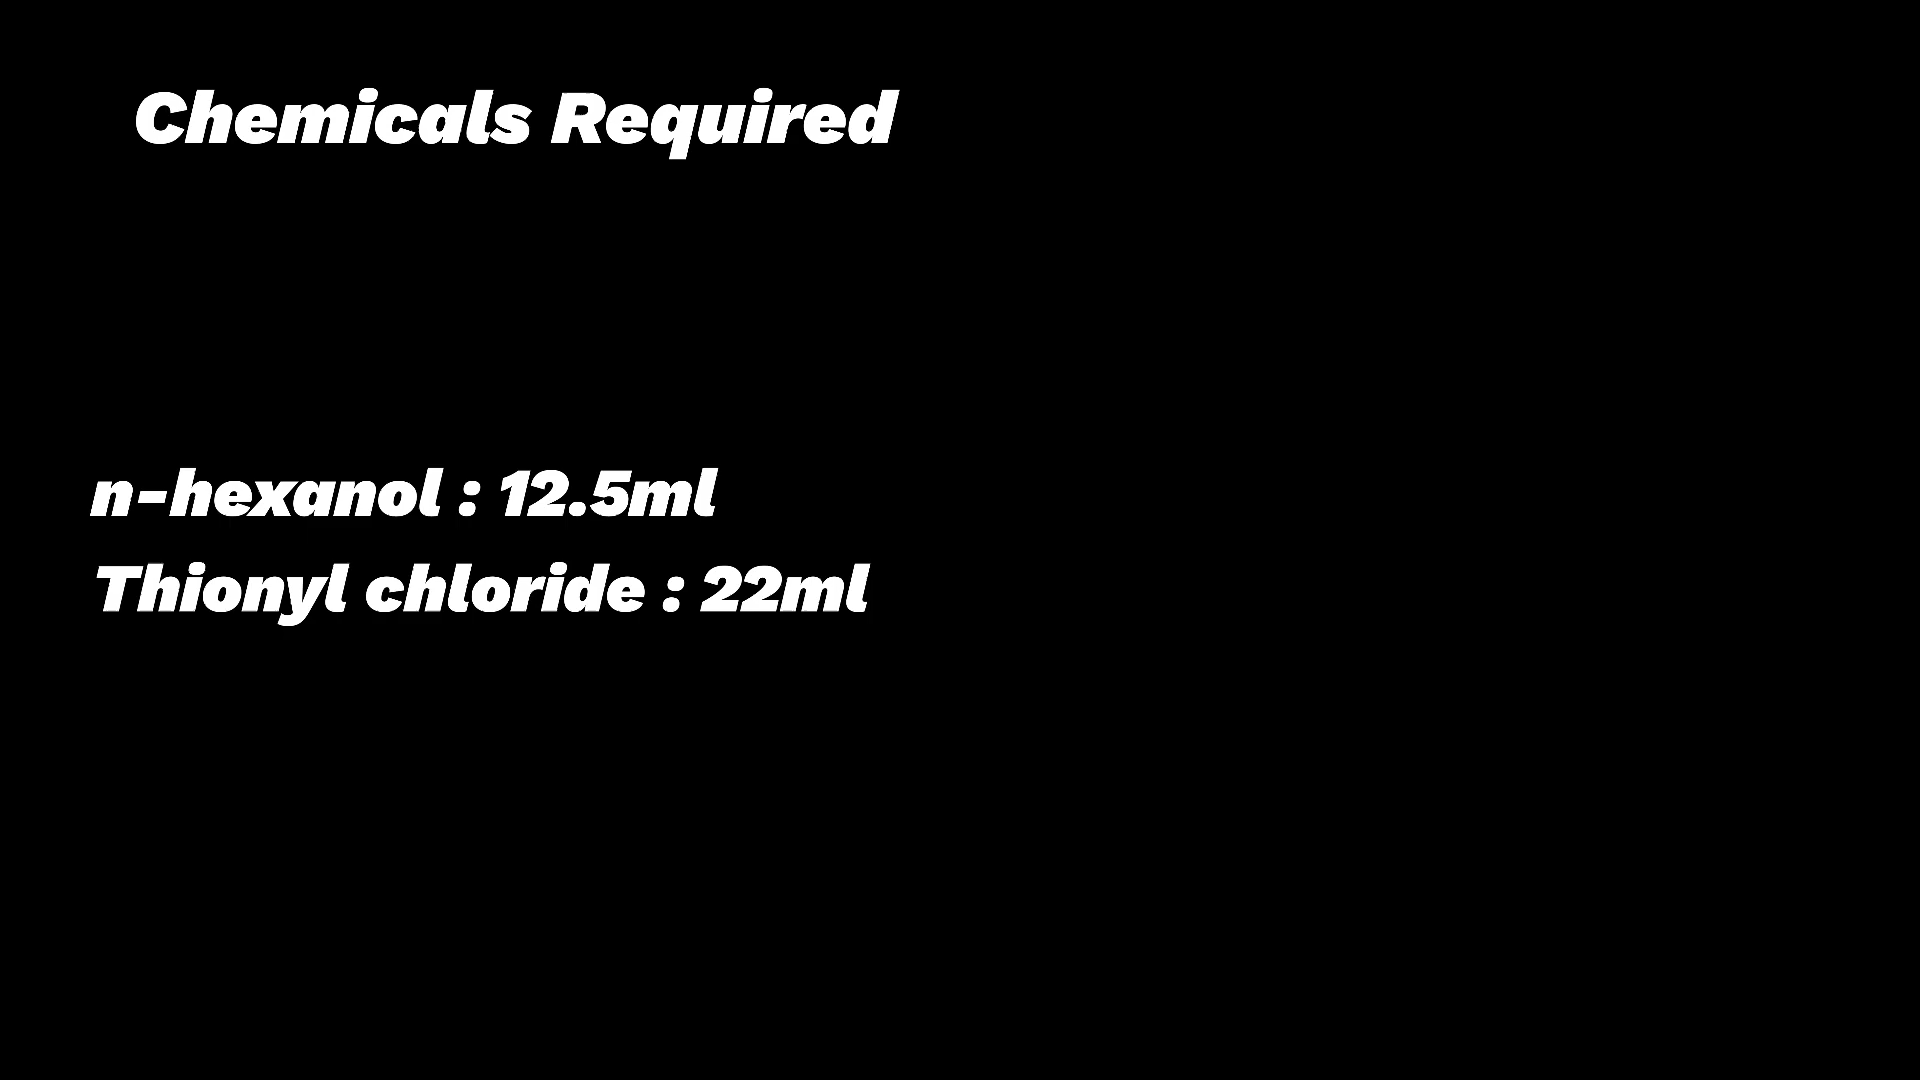 Chemicals Required
n-hexanol : 12.5ml
Thionyl chloride : 22ml